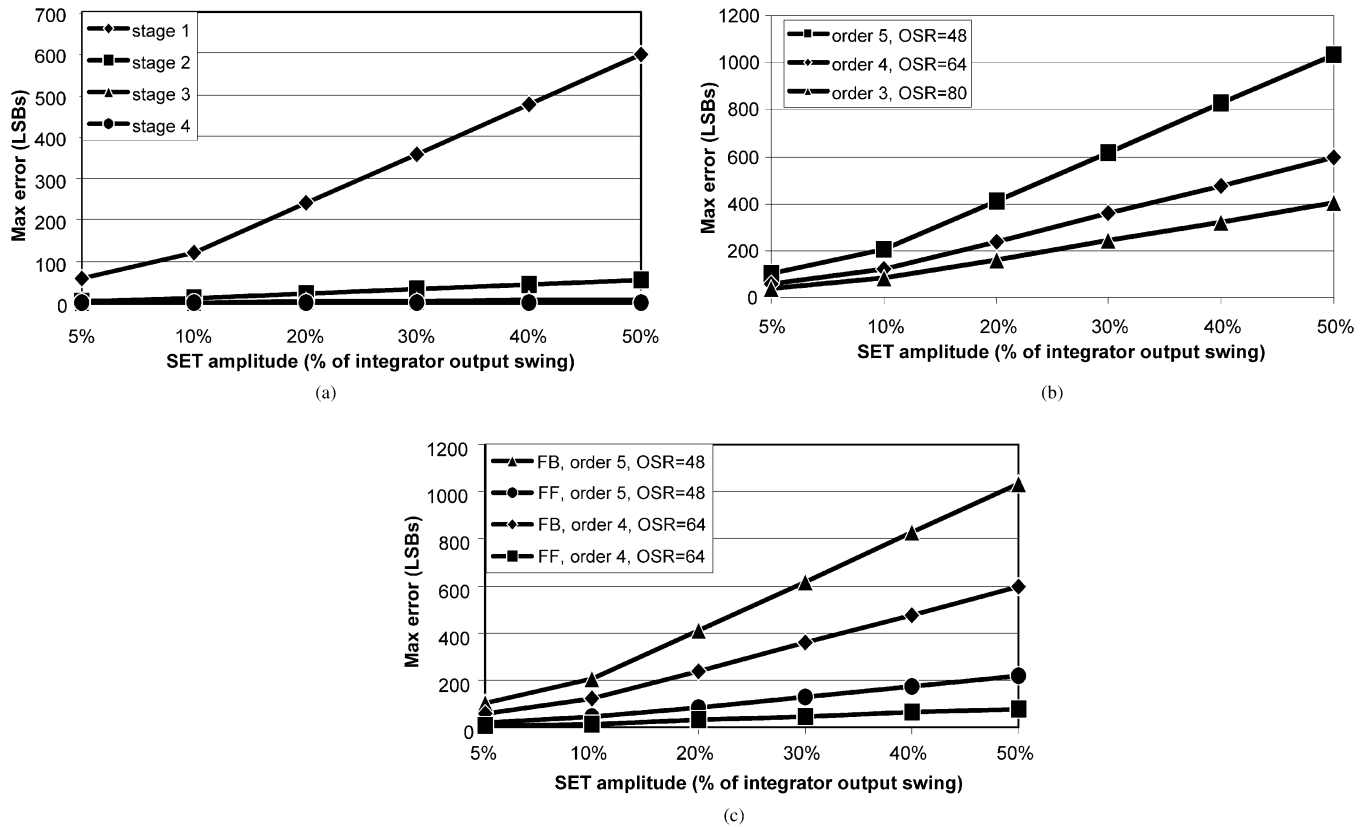 700
600
500
400
300
200
100
0
Max error (LSBs)
stage 1
stage 2
stage 3
stage 4
5% 10% 20% 30% 40% 50%
SET amplitude (% of integrator output swing)
(a)
1200
1000
800
600
400
200
0
Max error (LSBs)
order 5, OSR=48
order 4, OSR=64
order 3, OSR=80
5% 10% 20% 30% 40% 50%
SET amplitude (% of integrator output swing)
(b)
1200
1000
800
600
400
200
0
Max error (LSBs)
FB, order 5, OSR=48
FF, order 5, OSR=48
FB, order 4, OSR=64
FF, order 4, OSR=64
5% 10% 20% 30% 40% 50%
SET amplitude (% of integrator output swing)
(c)